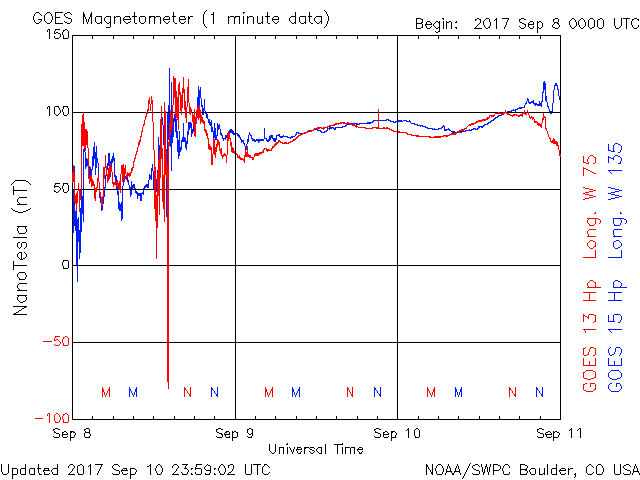 GOES Magnetometer (1 minute data)
Begin: 2017 Sep 8 0000 UTC
150
100
50
0
-50
-100
NanoTesla (nT)
M M N N M M N N M M N N
Sep 8 Sep 9 Sep 10 Sep 11
Universal Time
GOES 13 Hp Long. W 75
GOES 15 Hp Long. W 135
Updated 2017 Sep 10 23:59:02 UTC
NOAA/SWPC Boulder, CO USA